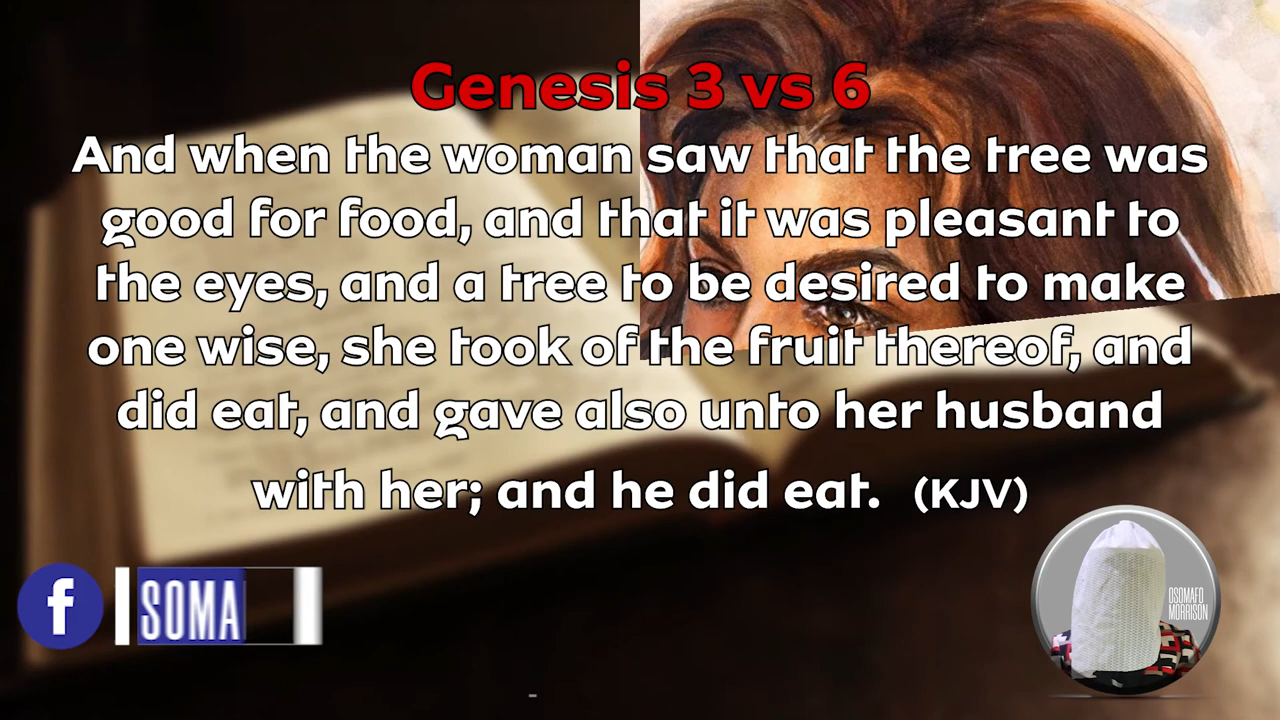 Genesis 3 vs 6
And when the woman saw that the tree was
good for food, and that it was pleasant to
the eyes, and a tree to be desired to make
one wise, she took of the fruit thereof, and
did eat, and gave also unto her husband
with her; and he did eat. (KJV)
f SOMA
OSOMAFO
MORRISON
-